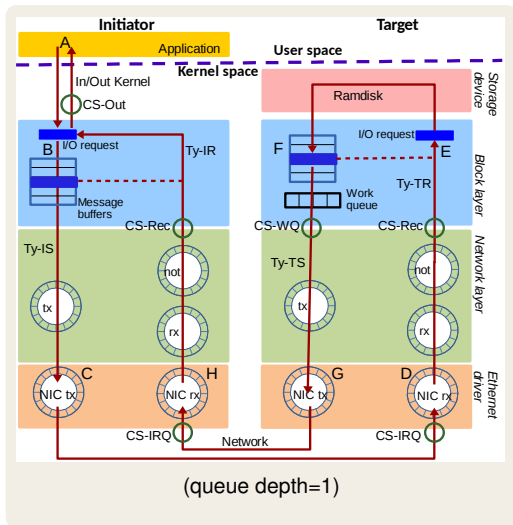 Initiator
Target
A
Application
User space
Kernel space
In/Out Kernel
CS-Out
Storage
device
Ramdisk
I/O request
B
Ty-IR
Message
buffers
F
I/O request
E
Ty-TR
Work
queue
Block layer
CS-Rec
CS-WQ
CS-Rec
Ty-IS
Ty-TS
not
not
tx
rx
tx
rx
Network layer
C
H
G
D
NIC tx
NIC rx
NIC tx
NIC rx
Ethernet
driver
CS-IRQ
Network
CS-IRQ
(queue depth=1)